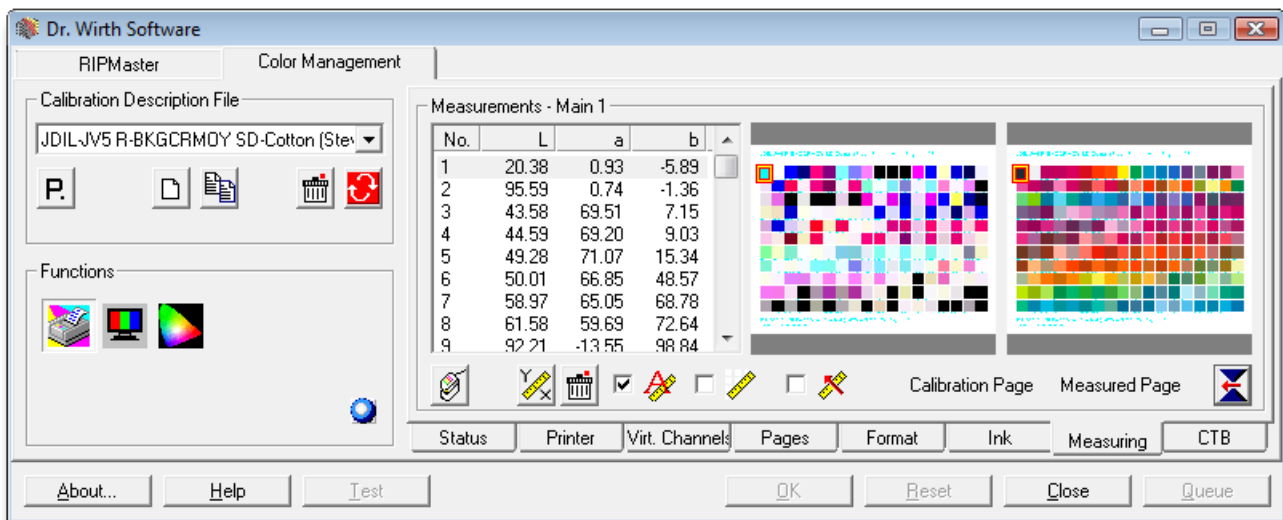 Dr. Wirth Software
RIPMaster
Color Management
Calibration Description File
JDIL-JV5 R-BKGCRMOY SD-Cotton (Ste
P.
Functions
Measurements - Main 1
No. L a b
1 20.38 0.93 -5.89
2 95.59 0.74 -1.36
3 43.58 69.51 7.15
4 44.59 69.20 9.03
5 49.28 71.07 15.34
6 50.01 66.85 48.57
7 58.97 65.05 68.78
8 61.58 59.69 72.64
9 92.21 -13.55 98.84
Y X
Calibration Page Measured Page
Status Printer Virt. Channels Pages Format Ink Measuring CTB
About... Help Test OK Reset Close Queue